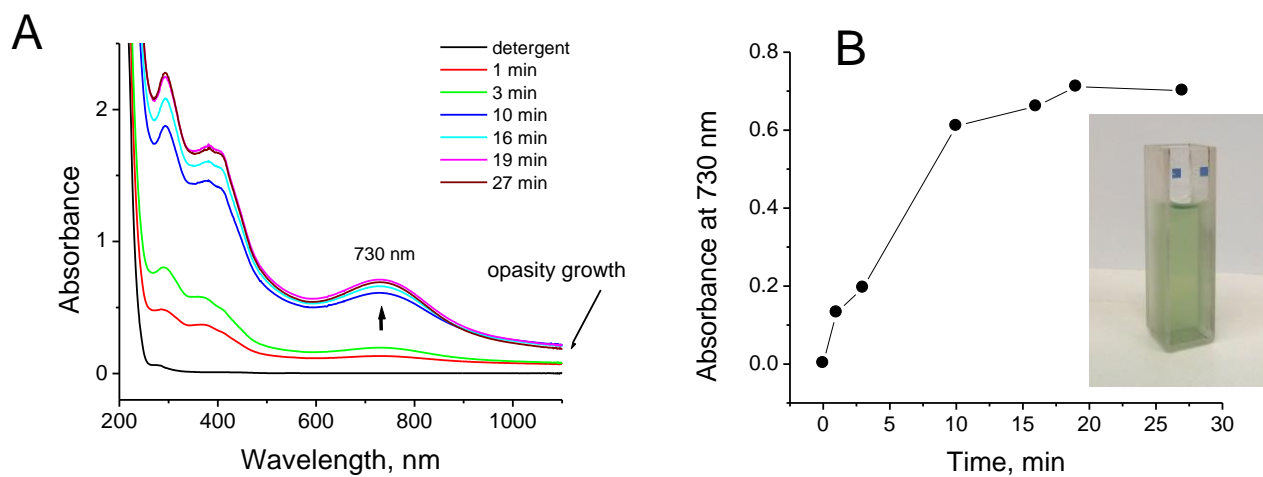 A
detergent
1 min
3 min
10 min
16 min
19 min
27 min
730 nm
opasity growth
Absorbance
2
1
0
200
400
600
800
1000
Wavelength, nm
B
Absorbance at 730 nm
0.8
0.6
0.4
0.2
0.0
0
5
10
15
20
25
30
Time, min